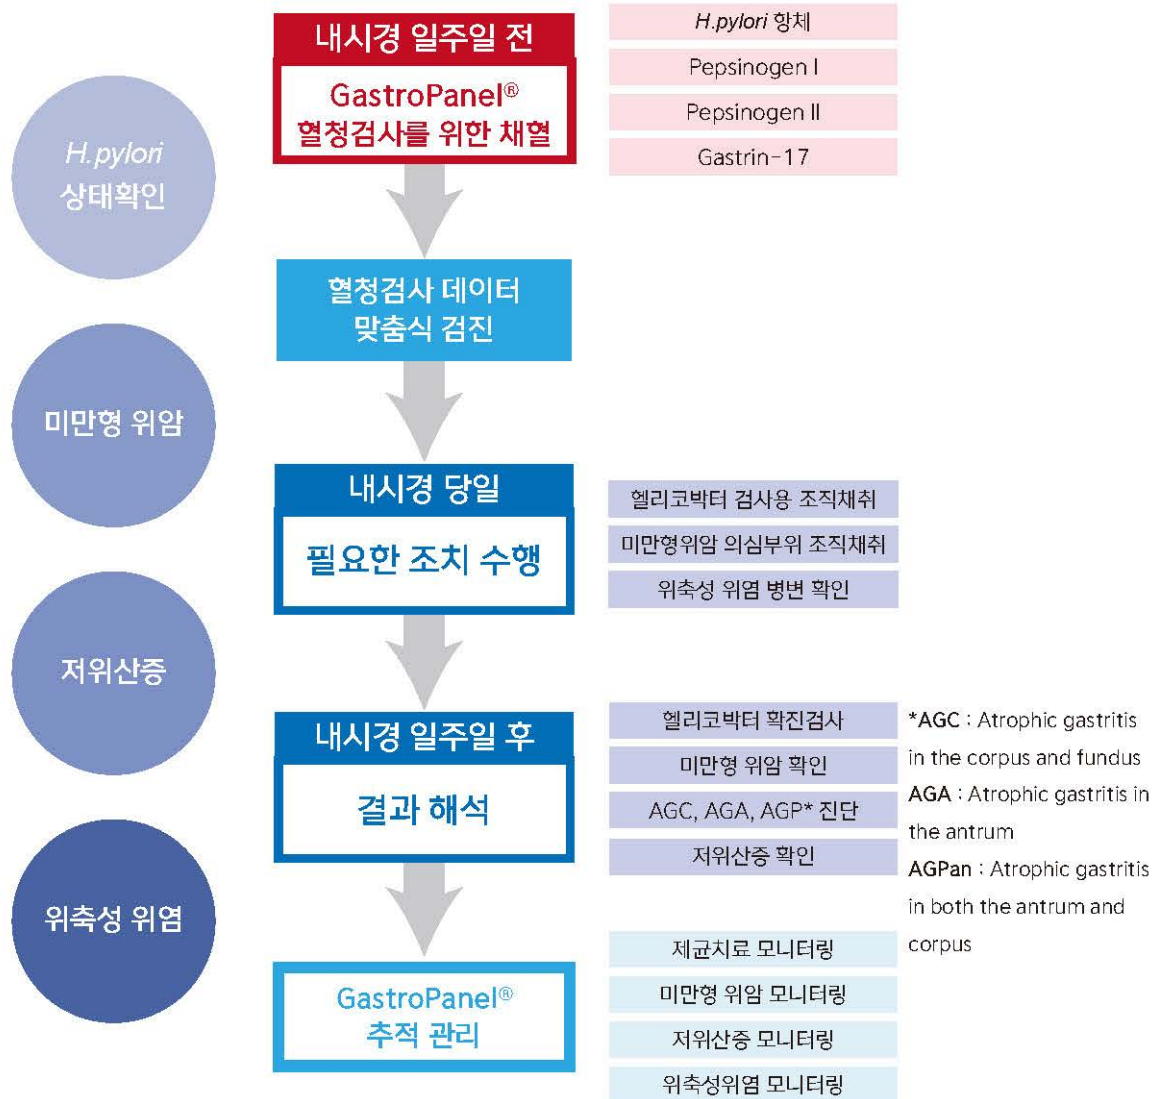 H.pylori
상태확인
미만형 위암
저위산증
위축성 위염
내시경 일주일 전
GastroPanel®
혈청검사를 위한 채혈
H.pylori 항체
Pepsinogen I
Pepsinogen II
Gastrin-17
혈청검사 데이터
맞춤식 검진
내시경 당일
필요한 조치 수행
헬리코박터 검사용 조직채취
미만형위암 의심부위 조직채취
위축성 위염 병변 확인
내시경 일주일 후
결과 해석
헬리코박터 확진검사
미만형 위암 확인
AGC, AGA, AGP* 진단
저위산증 확인
*AGC : Atrophic gastritis
in the corpus and fundus
AGA : Atrophic gastritis in
the antrum
AGPan : Atrophic gastritis
in both the antrum and
corpus
GastroPanel®
추적 관리
제균치료 모니터링
미만형 위암 모니터링
저위산증 모니터링
위축성위염 모니터링